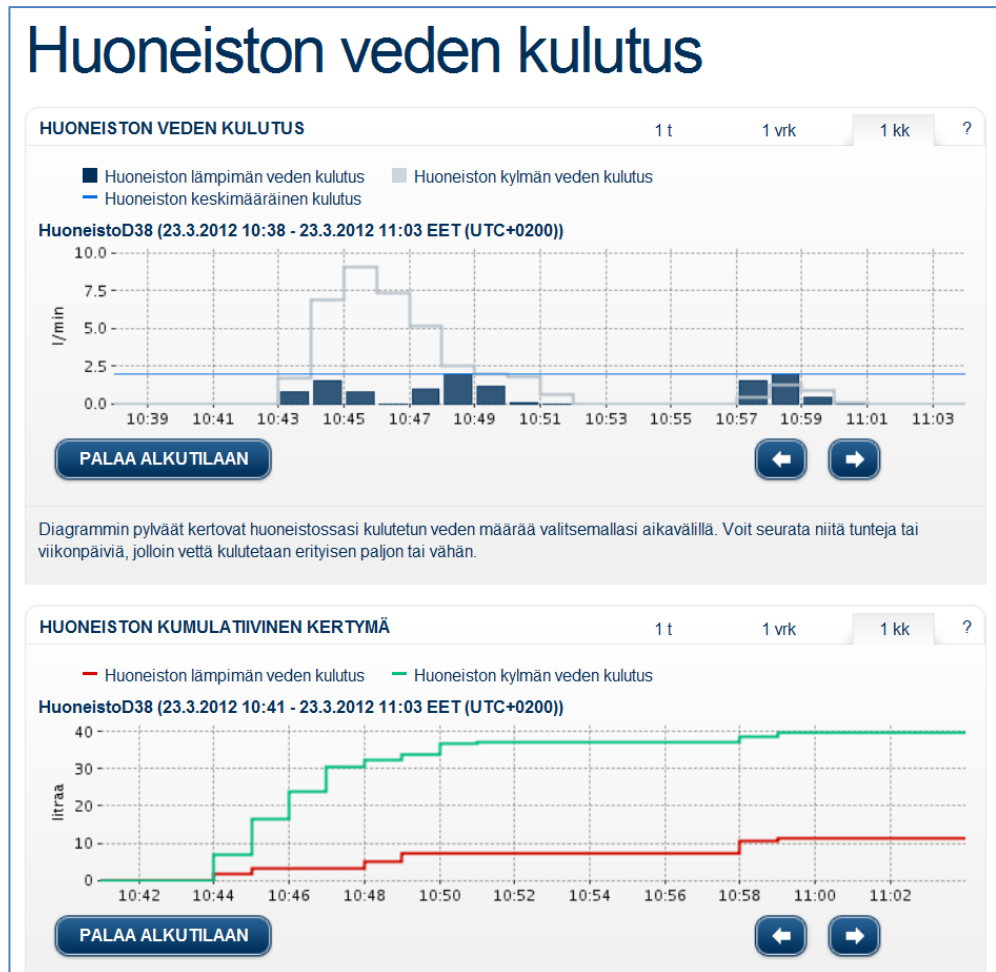 Huoneiston veden kulutus
HUONEISTON VEDEN KULUTUS 1 t 1 vrk 1 kk ?
Huoneiston lämpimän veden kulutus Huoneiston kylmän veden kulutus
Huoneiston keskimääräinen kulutus
HuoneistoD38 (23.3.2012 10:38 - 23.3.2012 11:03 EET (UTC+0200))
10.0
7.5
5.0
2.5
0.0
l/min
10:39 10:41 10:43 10:45 10:47 10:49 10:51 10:53 10:55 10:57 10:59 11:01 11:03
PALAA ALKUTILAAN
Diagrammin pylväät kertovat huoneistossasi kulutetun veden määrää valitsemallasi aikavälillä. Voit seurata niitä tunteja tai
viikonpäiviä, jolloin vettä kulutetaan erityisen paljon tai vähän.
HUONEISTON KUMULATIIVINEN KERTYMÄ 1 t 1 vrk 1 kk ?
Huoneiston lämpimän veden kulutus Huoneiston kylmän veden kulutus
HuoneistoD38 (23.3.2012 10:41 - 23.3.2012 11:03 EET (UTC+0200))
40
30
20
10
0
litraa
10:42 10:44 10:46 10:48 10:50 10:52 10:54 10:56 10:58 11:00 11:02
PALAA ALKUTILAAN